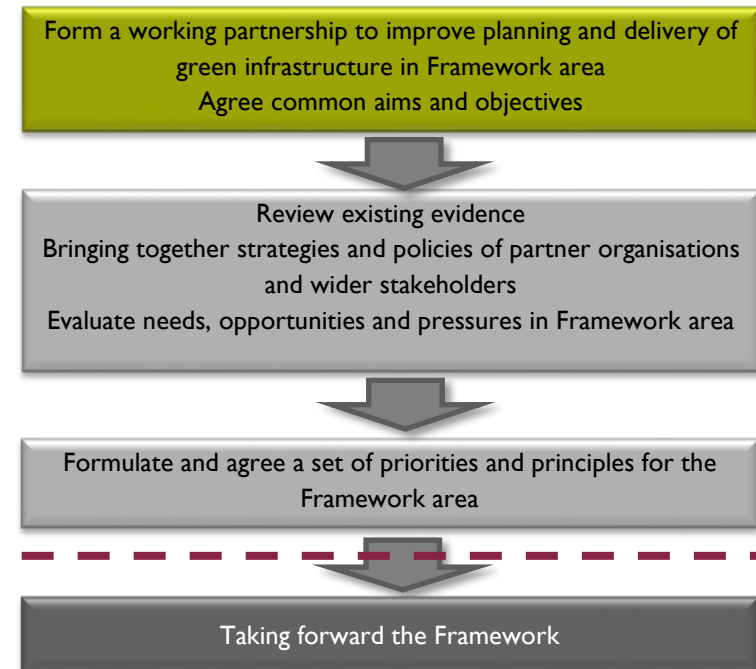 Form a working partnership to improve planning and delivery of
green infrastructure in Framework area
Agree common aims and objectives
Review existing evidence
Bringing together strategies and policies of partner organisations
and wider stakeholders
Evaluate needs, opportunities and pressures in Framework area
Formulate and agree a set of priorities and principles for the
Framework area
Taking forward the Framework